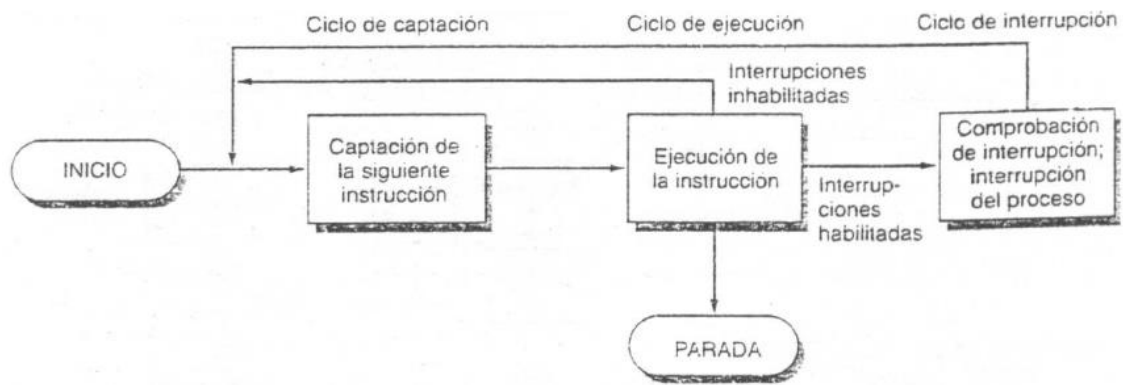 Ciclo de captación
Ciclo de ejecución
Ciclo de interrupción
Interrupciones
inhabilitadas
INICIO
Captación de
la siguiente
instrucción
Ejecución de
la instrucción
Interrup-
ciones
habilitadas
Comprobación
de interrupción;
interrupción
del proceso
PARADA